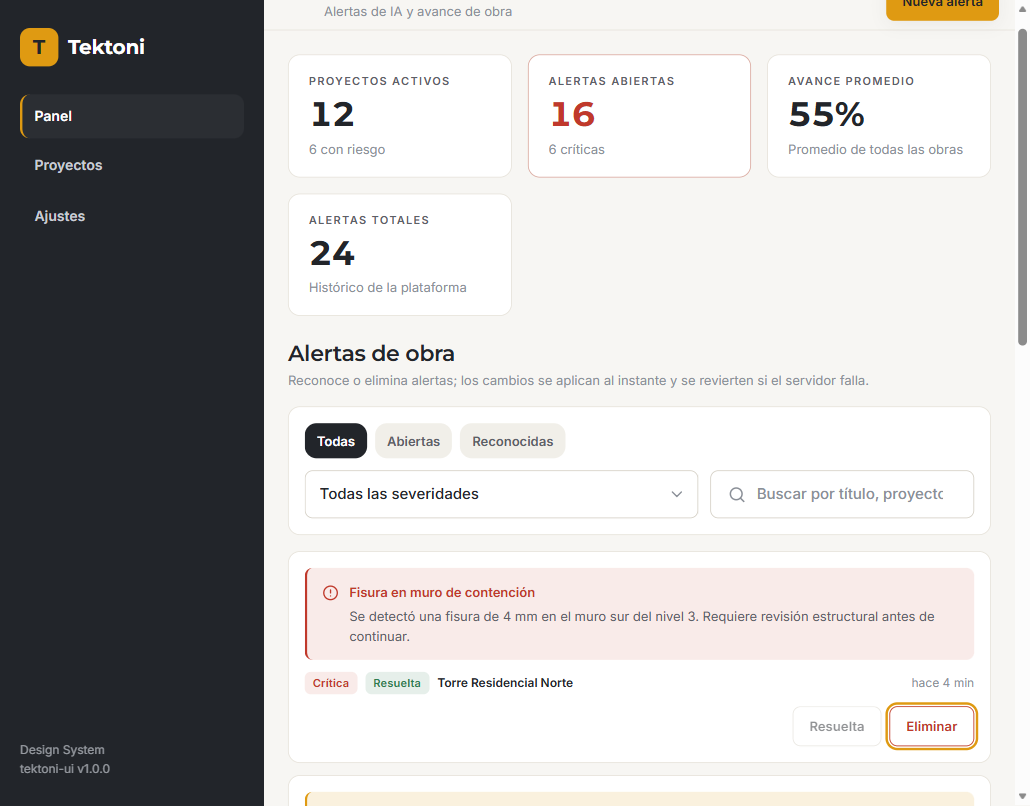 T Tektoni
Panel
Proyectos
Ajustes
Design System
tektoni-ui v1.0.0
Alertas de IA y avance de obra
Nueva alerta
PROYECTOS ACTIVOS
12
6 con riesgo
ALERTAS ABIERTAS
16
6 críticas
AVANCE PROMEDIO
55%
Promedio de todas las obras
ALERTAS TOTALES
24
Histórico de la plataforma
Alertas de obra
Reconoce o elimina alertas; los cambios se aplican al instante y se revierten si el servidor falla.
Todas Abiertas Reconocidas
Todas las severidades
Buscar por título, proyecto
Fisura en muro de contención
Se detectó una fisura de 4 mm en el muro sur del nivel 3. Requiere revisión estructural antes de
continuar.
Crítica Resuelta Torre Residencial Norte hace 4 min
Resuelta Eliminar